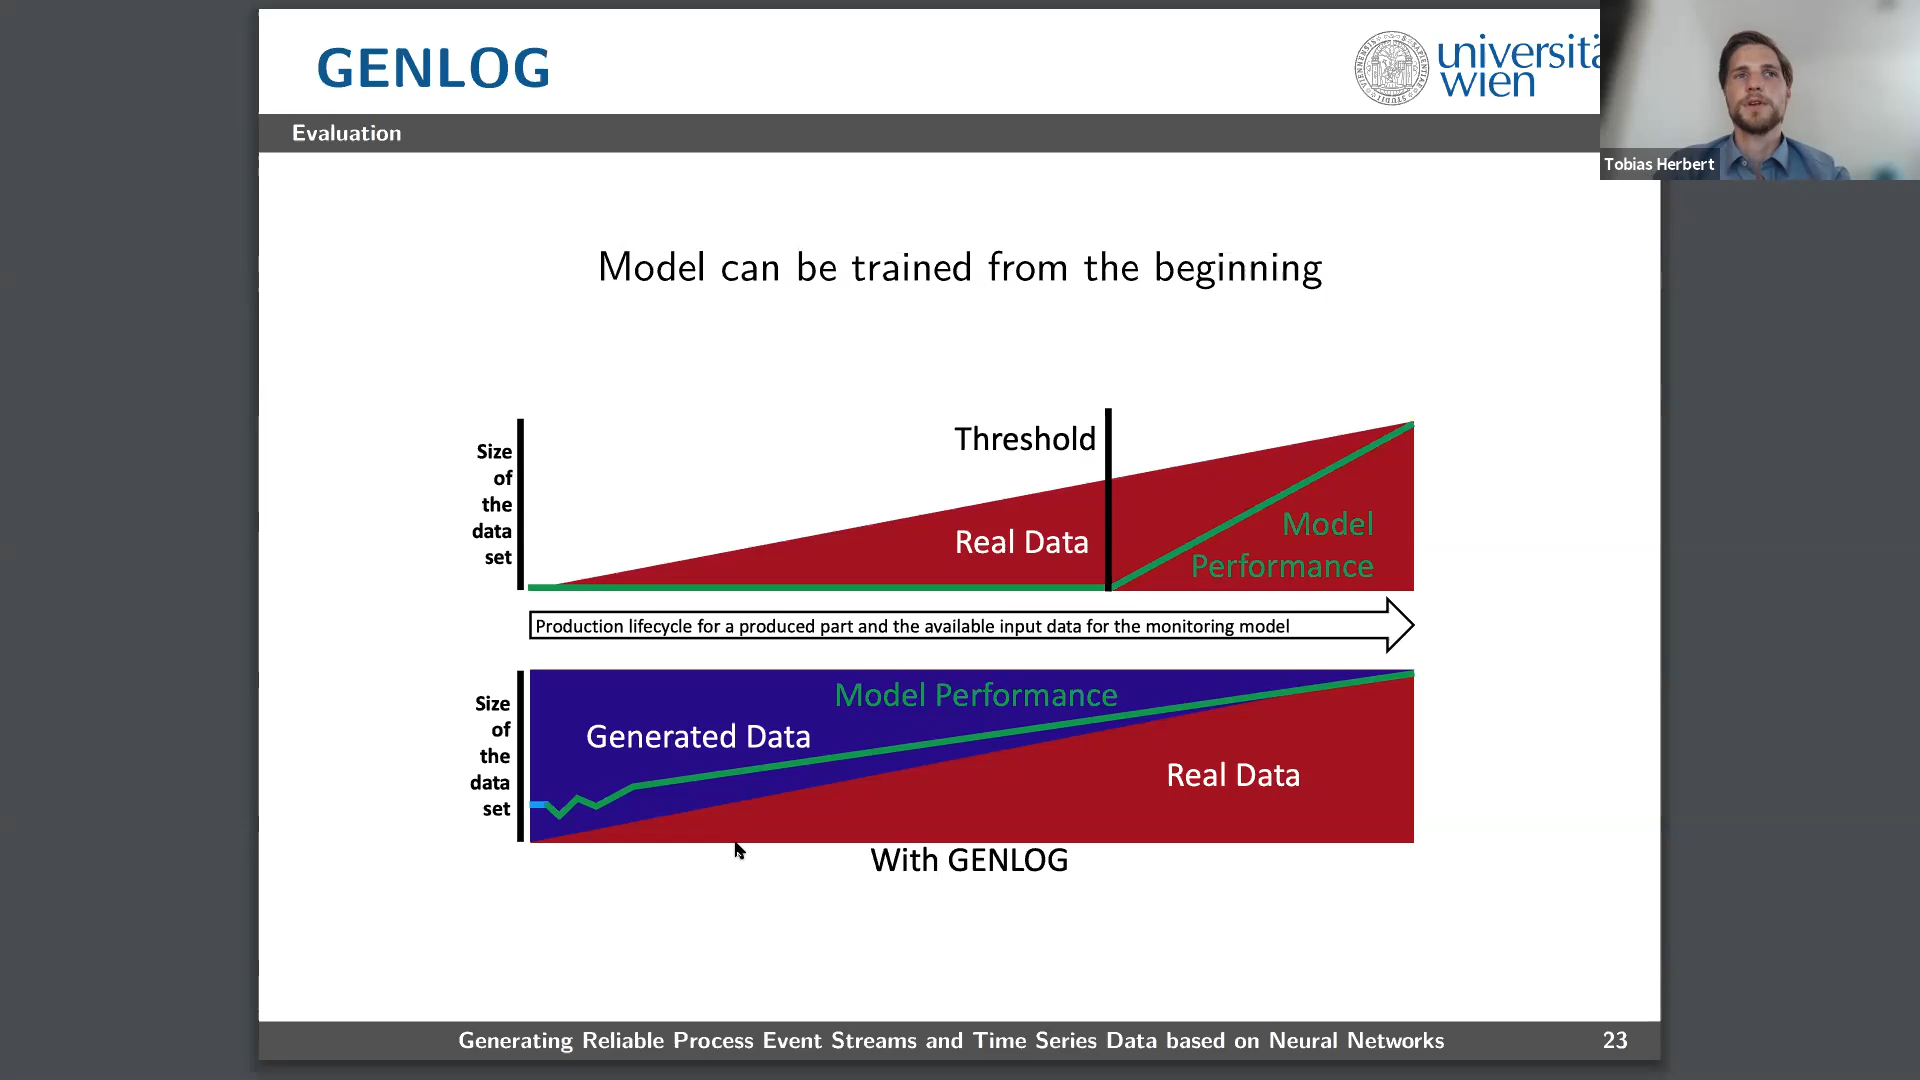 GENLOG
universitä
wien
Evaluation
Tobias Herbert
Model can be trained from the beginning
Size
of
the
data
set
Threshold
Real Data
Model
Performance
Production lifecycle for a produced part and the available input data for the monitoring model
Size
of
the
data
set
Model Performance
Generated Data
Real Data
With GENLOG
Generating Reliable Process Event Streams and Time Series Data based on Neural Networks
23